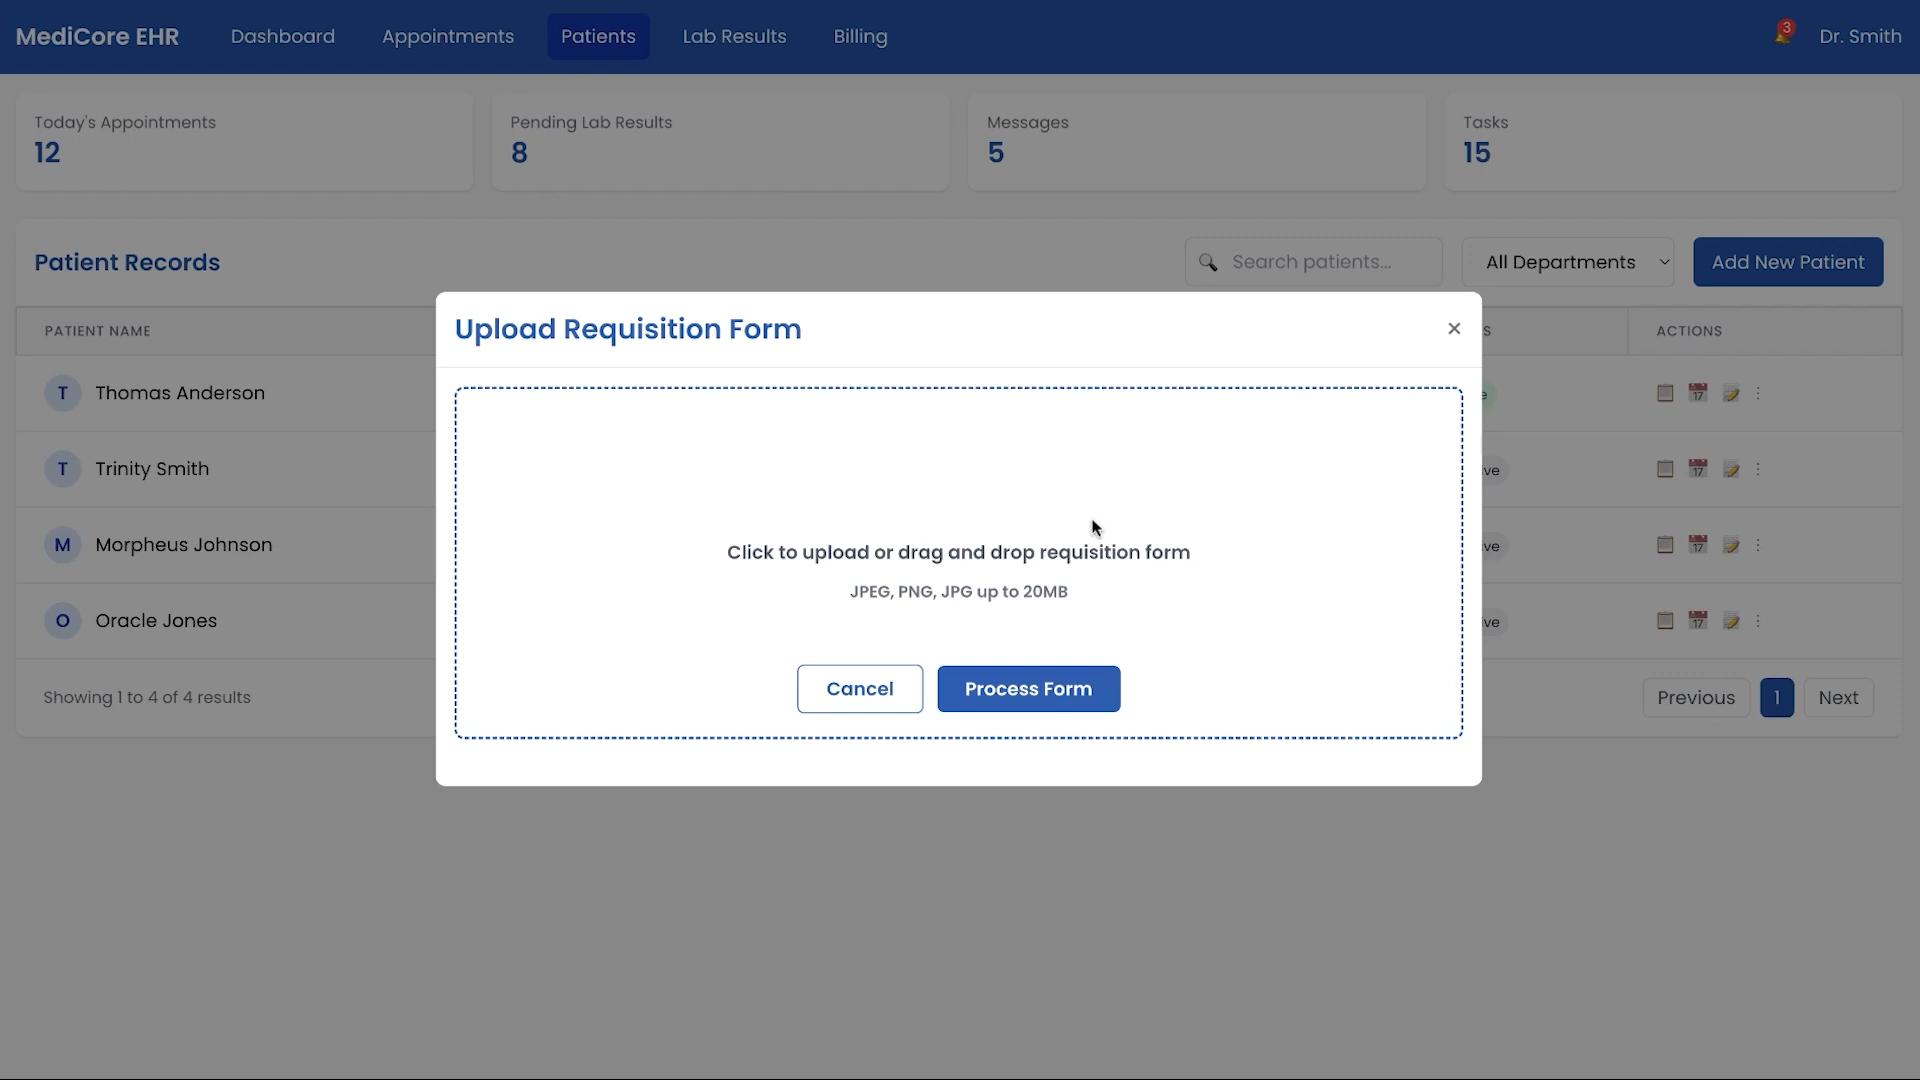 MediCore EHR Dashboard Appointments Patients Lab Results Billing 3 Dr. Smith
Today's Appointments
12
Pending Lab Results
8
Messages
5
Tasks
15
Patient Records
Search patients...
All Departments
Add New Patient
PATIENT NAME
ACTIONS
T Thomas Anderson
T Trinity Smith
M Morpheus Johnson
O Oracle Jones
Showing 1 to 4 of 4 results
Previous 1 Next
Upload Requisition Form
×
Click to upload or drag and drop requisition form
JPEG, PNG, JPG up to 20MB
Cancel
Process Form